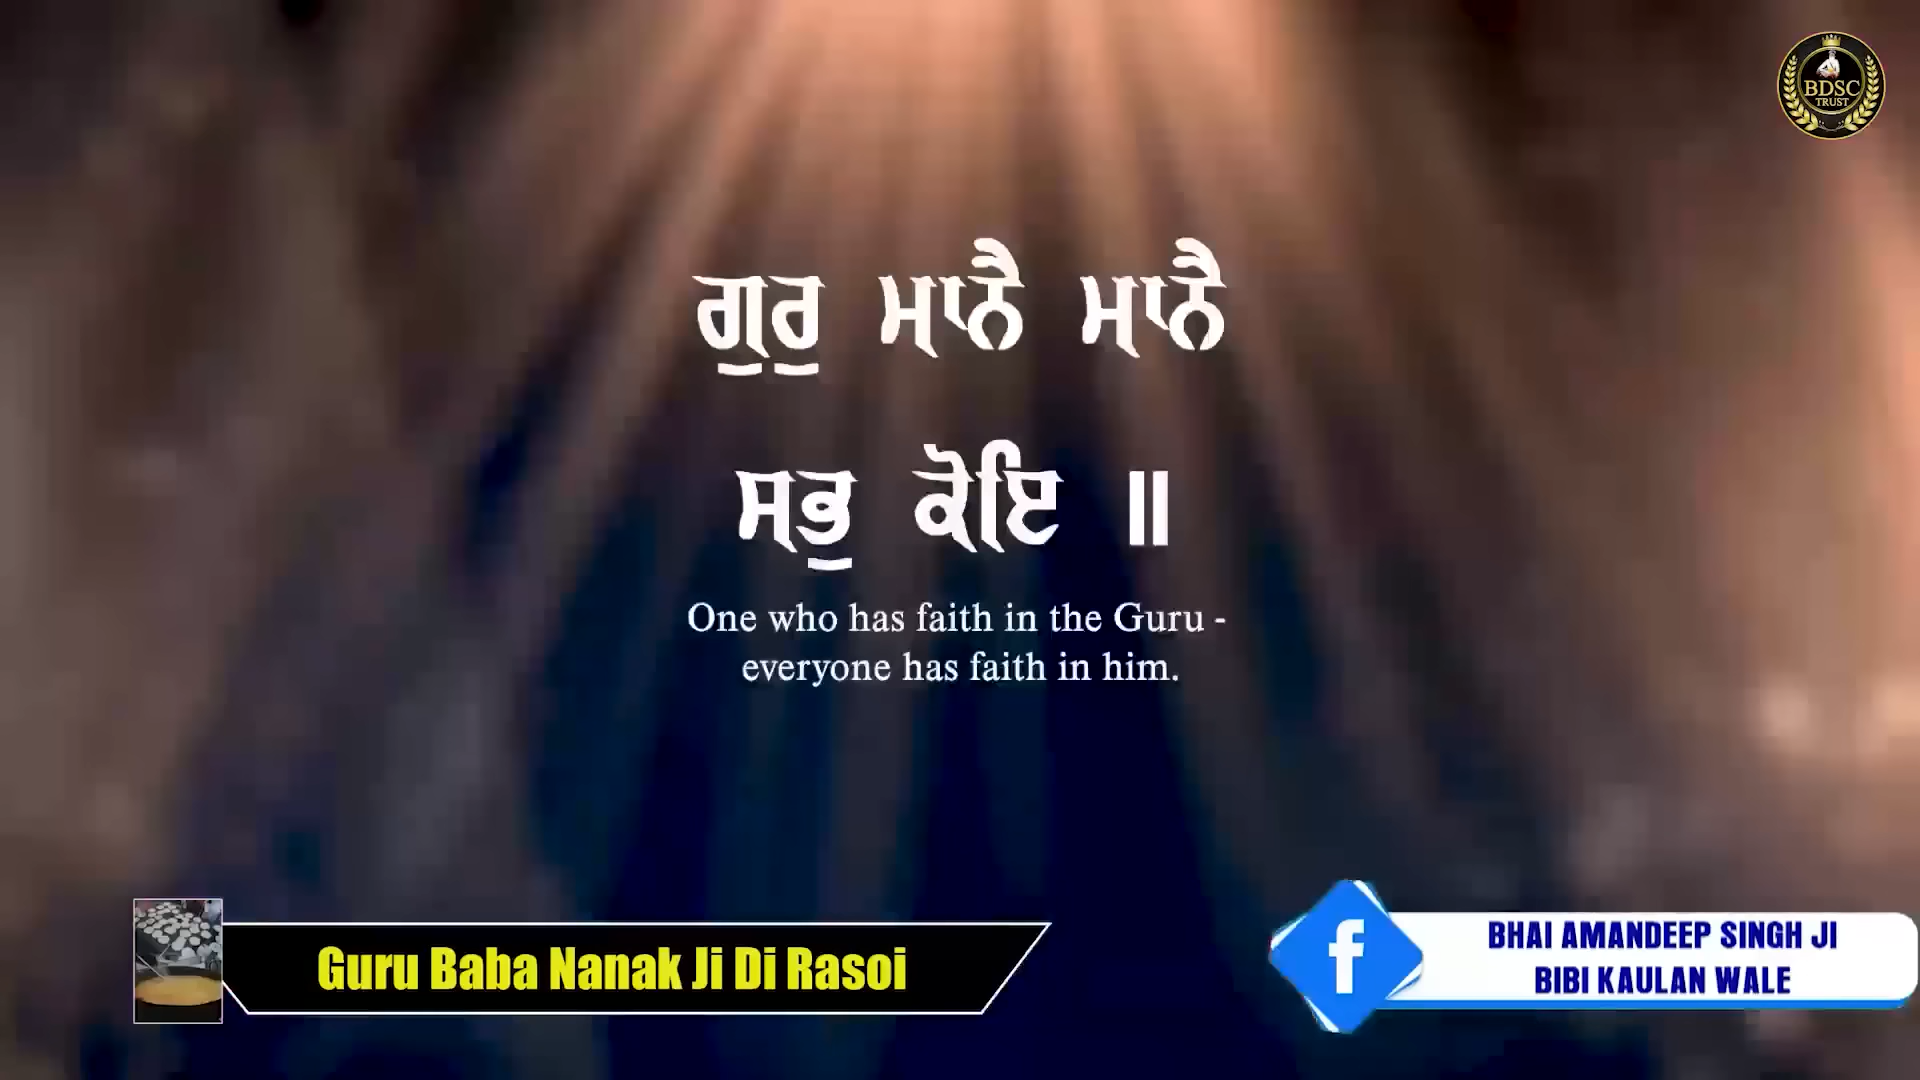 BDSC
TRUST
ਗੁਰੁ ਮਾਨੈ ਮਾਨੈ
ਸਭੁ ਕੋਇ ॥
One who has faith in the Guru -
everyone has faith in him.
Guru Baba Nanak Ji Di Rasoi
f
BHAI AMANDEEP SINGH JI
BIBI KAULAN WALE